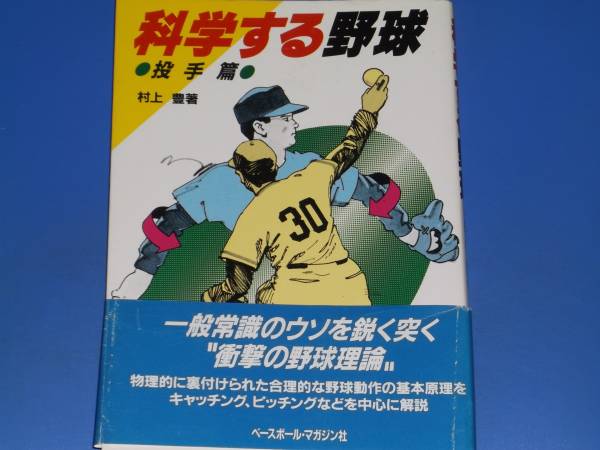 科学する野球
●投手篇●
村上 豊著
30
一般常識のウソを鋭く突く
"衝撃の野球理論"
物理的に裏付けられた合理的な野球動作の基本原理を
キャッチング、ピッチングなどを中心に解説
ベースボール・マガジン社